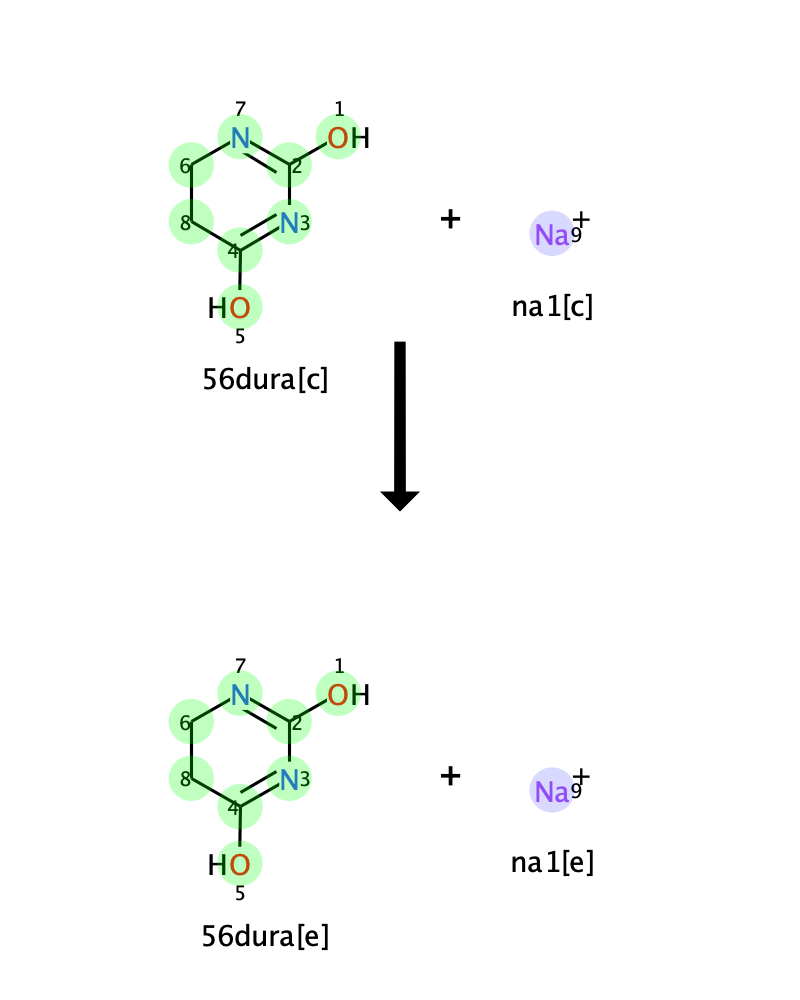 7 1
N OH
6 2
+ +
8 N3 Na9
4
HO na1[c]
5
56dura[c]
7 1
N OH
6 2
+ +
8 N3 Na9
4
HO na1[e]
5
56dura[e]